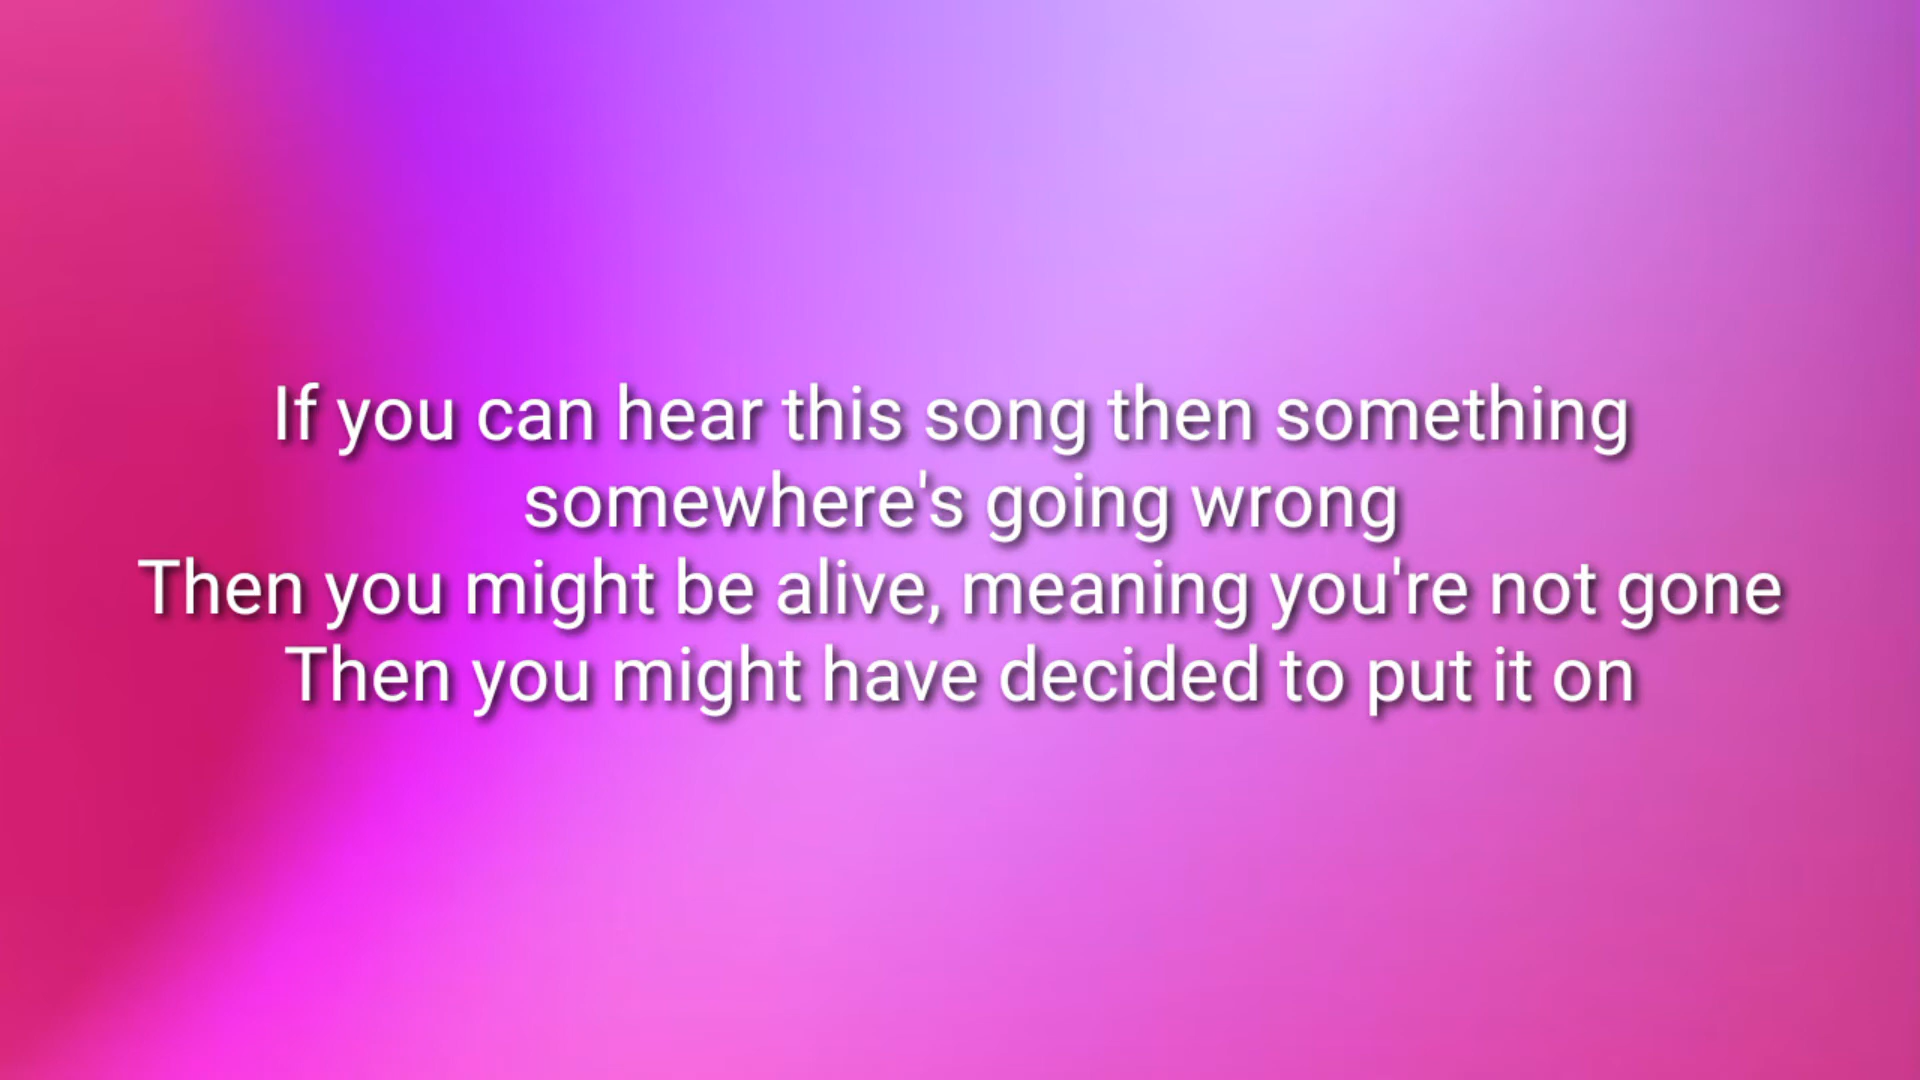 If you can hear this song then something
somewhere's going wrong
Then you might be alive, meaning you're not gone
Then you might have decided to put it on